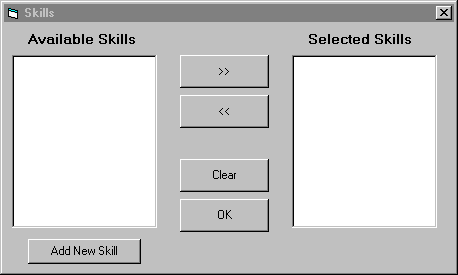 Skills
Available Skills
Selected Skills
>>
<<
Clear
OK
Add New Skill